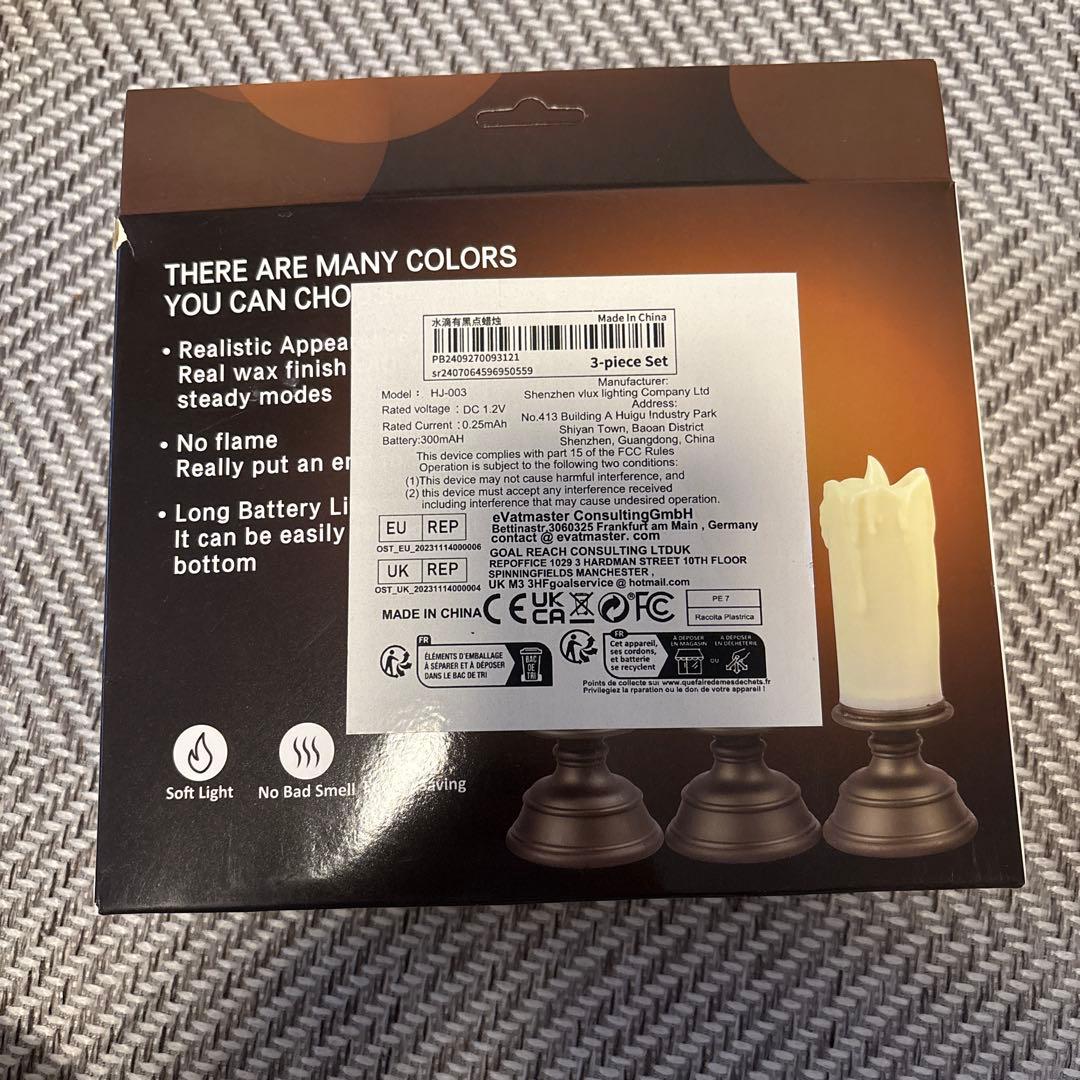 THERE ARE MANY COLORS
YOU CAN CHO
• Realistic Appea
Real wax finish
steady modes
• No flame
Really put an er
• Long Battery Li
It can be easily
bottom
Soft Light
No Bad Smell
aving
水滴有黑点蜡烛
Made In China
PB2409270093121
sr2407064596950559
3-piece Set
Model : HJ-003
Rated voltage : DC 1.2V
Rated Current :0.25mAh
Battery:300mAH
Manufacturer:
Shenzhen vlux lighting Company Ltd
Address:
No.413 Building A Huigu Industry Park
Shiyan Town, Baoan District
Shenzhen, Guangdong, China
This device complies with part 15 of the FCC Rules
Operation is subject to the following two conditions:
(1)This device may not cause harmful interference, and
(2) this device must accept any interference received
including interference that may cause undesired operation.
EU REP
OST_EU_20231114000006
eVatmaster ConsultingGmbH
Bettinastr,3060325 Frankfurt am Main , Germany
contact @ evatmaster. com
UK REP
OST_UK_20231114000004
GOAL REACH CONSULTING LTDUK
REPOFFICE 1029 3 HARDMAN STREET 10TH FLOOR
SPINNINGFIELDS MANCHESTER ,
UK M3 3HFgoalservice @ hotmail.com
MADE IN CHINA CE UK CA FC
PE 7
Racolta Plastrica
FR
ÉLÉMENTS D'EMBALLAGE
À SÉPARER ET À DÉPOSER
DANS LE BAC DE TRI
BAC
DE
TRI
FR
Cet appareil,
ses cordons,
et batterie
se recyclent
À DÉPOSER
EN MAGASIN
OU
À DÉPOSER
EN DÉCHÈTERIE
Points de collecte sur www.quefairedemesdechets.fr
Privilegiez la rparation ou le don de votre appareil !